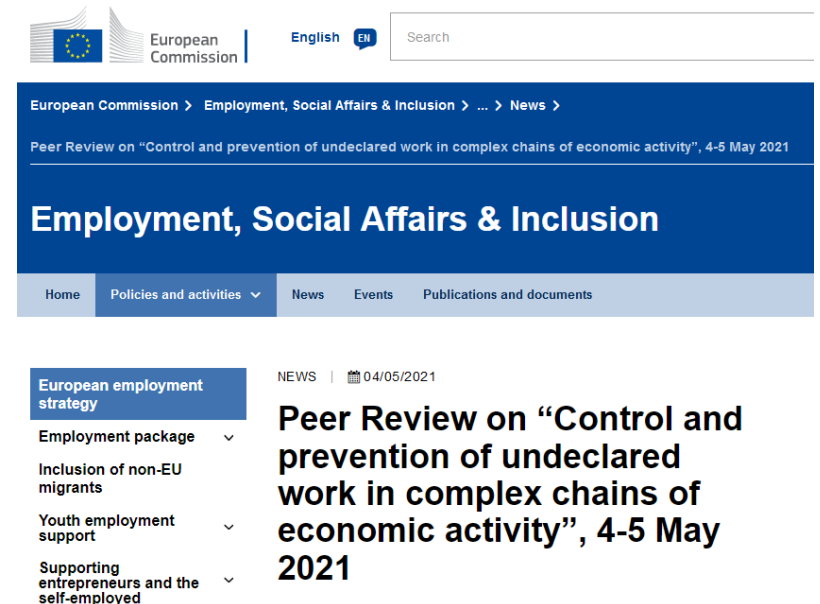 European
Commission
English EN
Search
European Commission > Employment, Social Affairs & Inclusion > ... > News >
Peer Review on “Control and prevention of undeclared work in complex chains of economic activity”, 4-5 May 2021
Employment, Social Affairs & Inclusion
Home Policies and activities News Events Publications and documents
European employment
strategy
Employment package
Inclusion of non-EU
migrants
Youth employment
support
Supporting
entrepreneurs and the
self-employed
NEWS | 04/05/2021
Peer Review on “Control and
prevention of undeclared
work in complex chains of
economic activity”, 4-5 May
2021